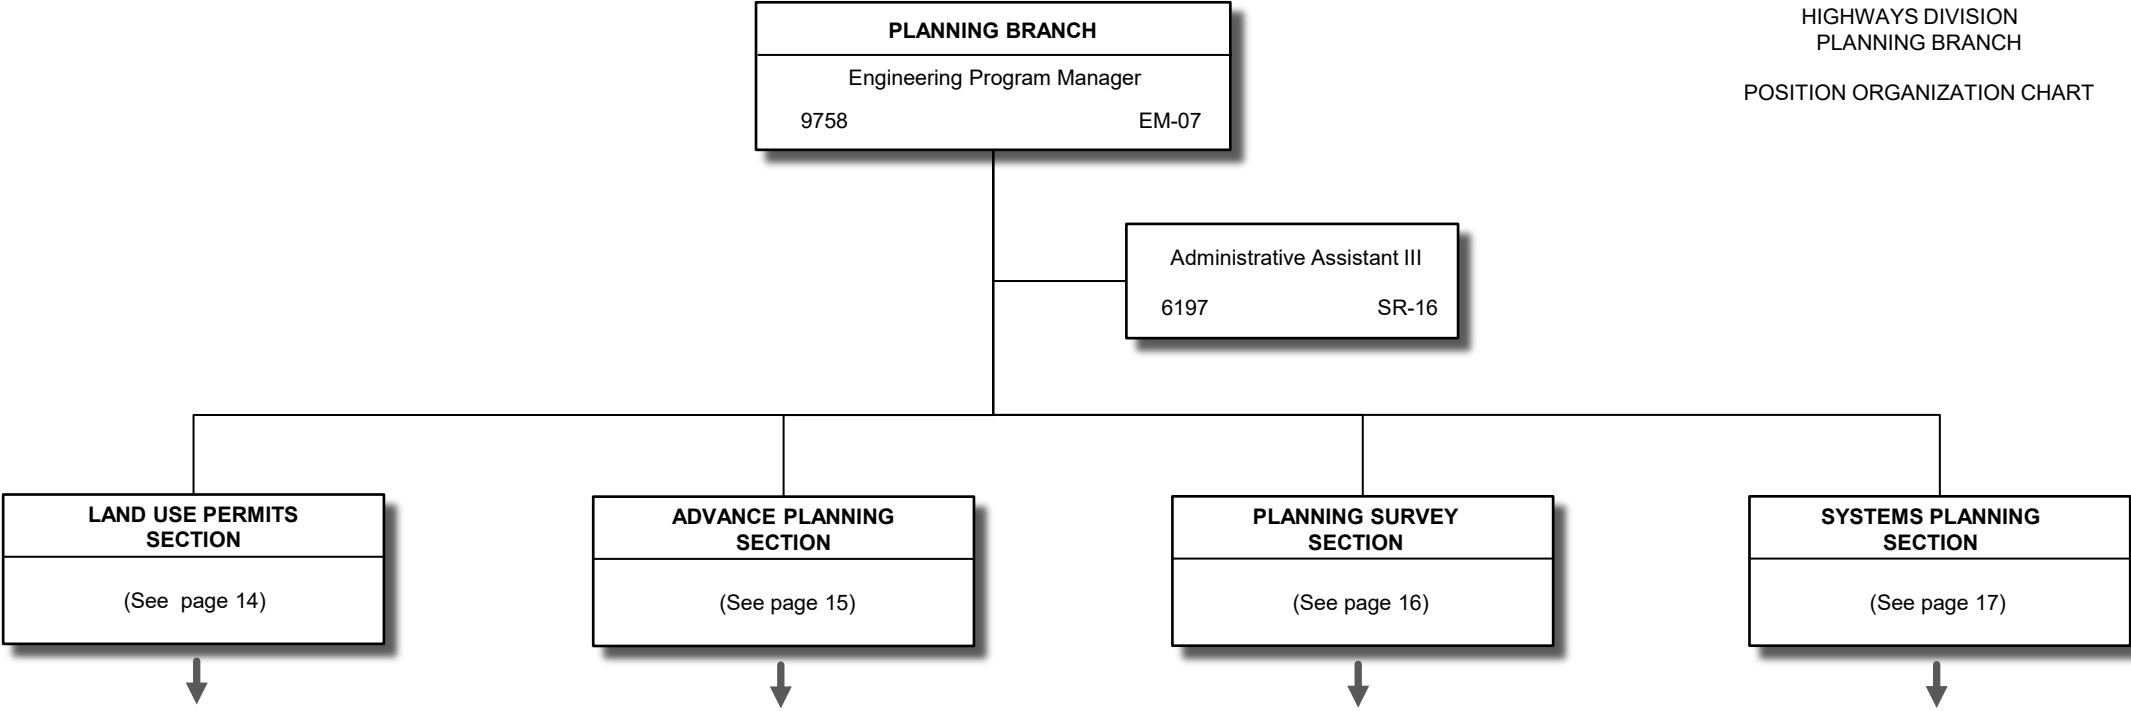 HIGHWAYS DIVISION
PLANNING BRANCH
POSITION ORGANIZATION CHART
PLANNING BRANCH
Engineering Program Manager
9758 EM-07
Administrative Assistant III
6197 SR-16
LAND USE PERMITS
SECTION
(See page 14)
ADVANCE PLANNING
SECTION
(See page 15)
PLANNING SURVEY
SECTION
(See page 16)
SYSTEMS PLANNING
SECTION
(See page 17)